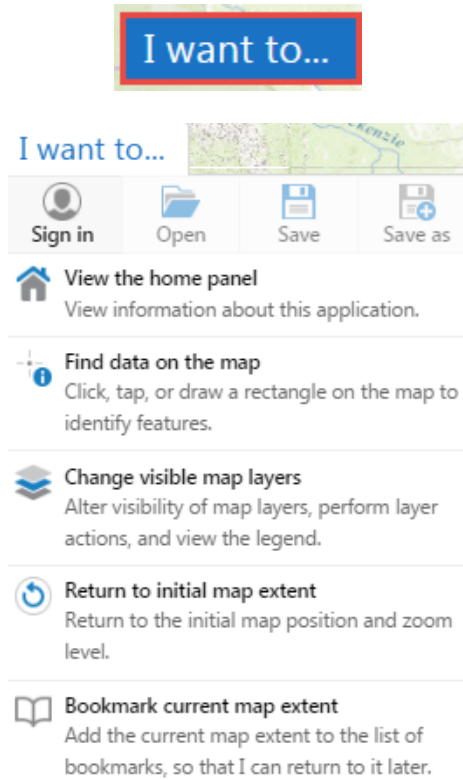 I want to...
I want to...
Sign in Open Save Save as
View the home panel
View information about this application.
Find data on the map
Click, tap, or draw a rectangle on the map to
identify features.
Change visible map layers
Alter visibility of map layers, perform layer
actions, and view the legend.
Return to initial map extent
Return to the initial map position and zoom
level.
Bookmark current map extent
Add the current map extent to the list of
bookmarks, so that I can return to it later.